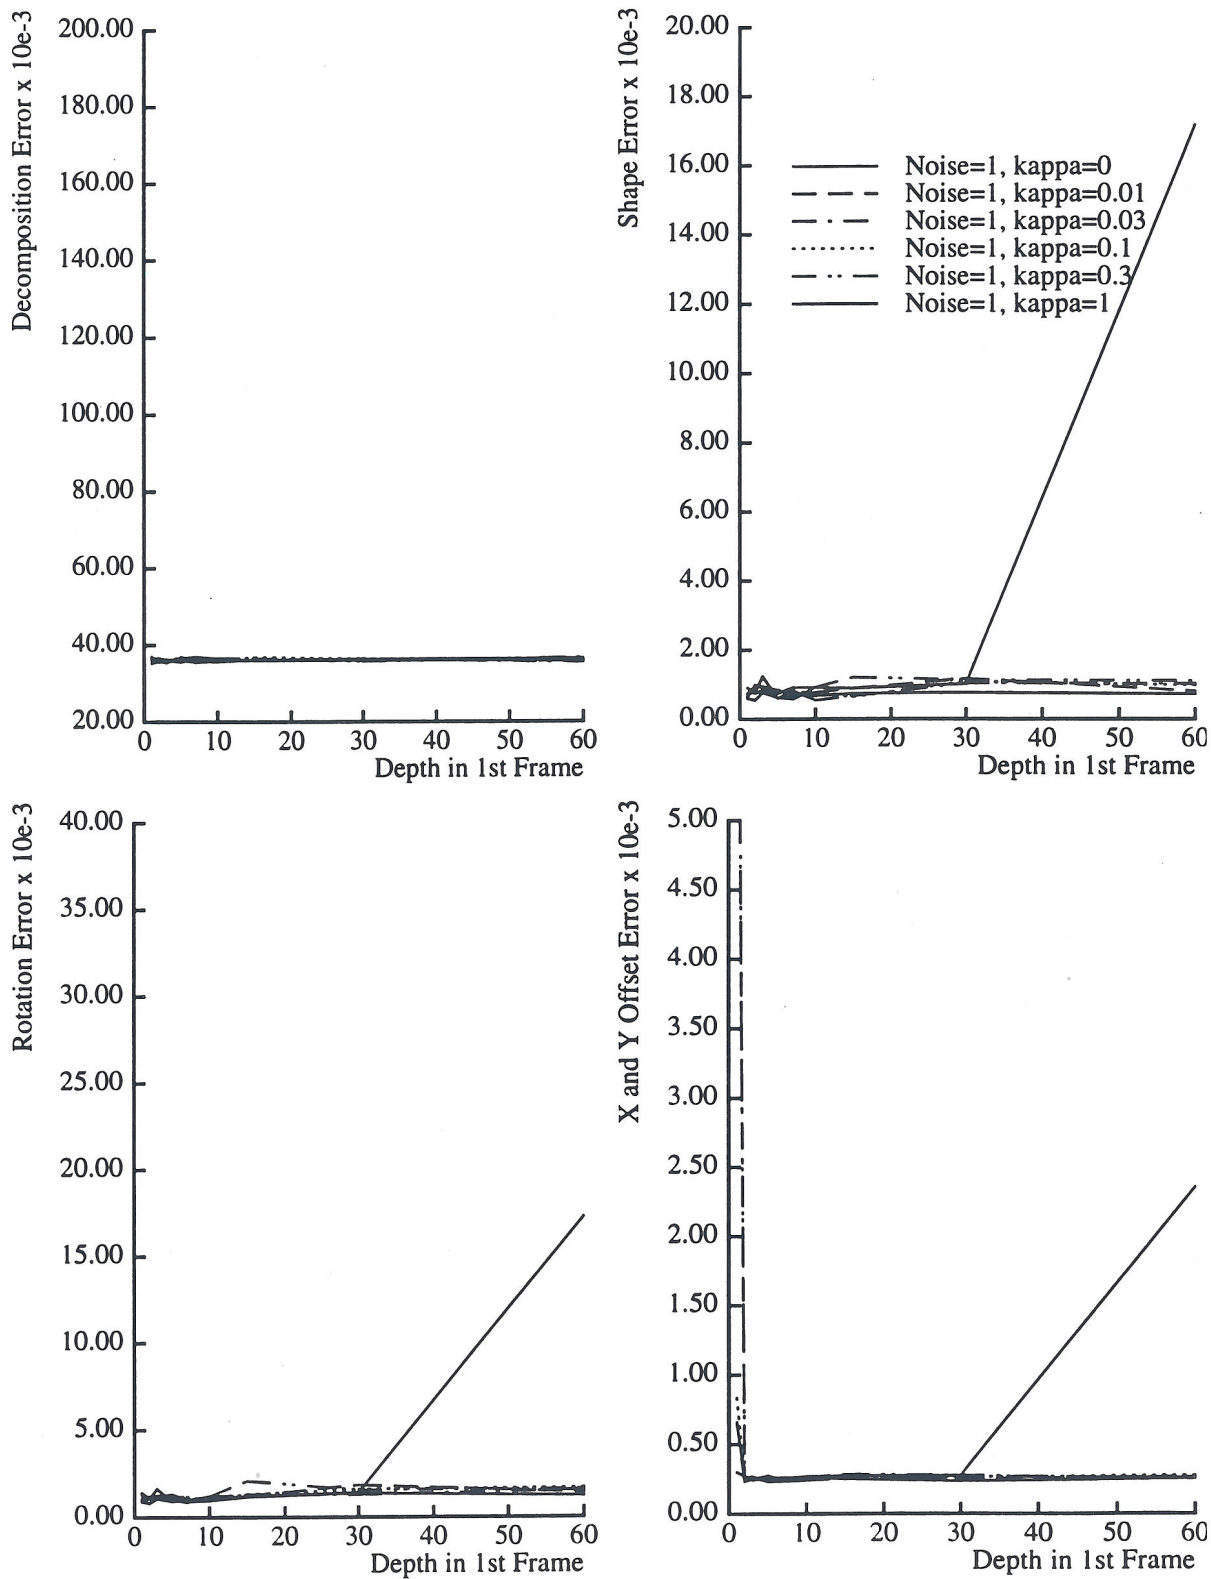 Decomposition Error x 10e-3
200.00
180.00
160.00
140.00
120.00
100.00
80.00
60.00
40.00
20.00
0 10 20 30 40 50 60
Depth in 1st Frame
Shape Error x 10e-3
20.00
18.00
16.00
14.00
12.00
10.00
8.00
6.00
4.00
2.00
0.00
Noise=1, kappa=0
Noise=1, kappa=0.01
Noise=1, kappa=0.03
Noise=1, kappa=0.1
Noise=1, kappa=0.3
Noise=1, kappa=1
0 10 20 30 40 50 60
Depth in 1st Frame
Rotation Error x 10e-3
40.00
35.00
30.00
25.00
20.00
15.00
10.00
5.00
0.00
0 10 20 30 40 50 60
Depth in 1st Frame
X and Y Offset Error x 10e-3
5.00
4.50
4.00
3.50
3.00
2.50
2.00
1.50
1.00
0.50
0.00
0 10 20 30 40 50 60
Depth in 1st Frame